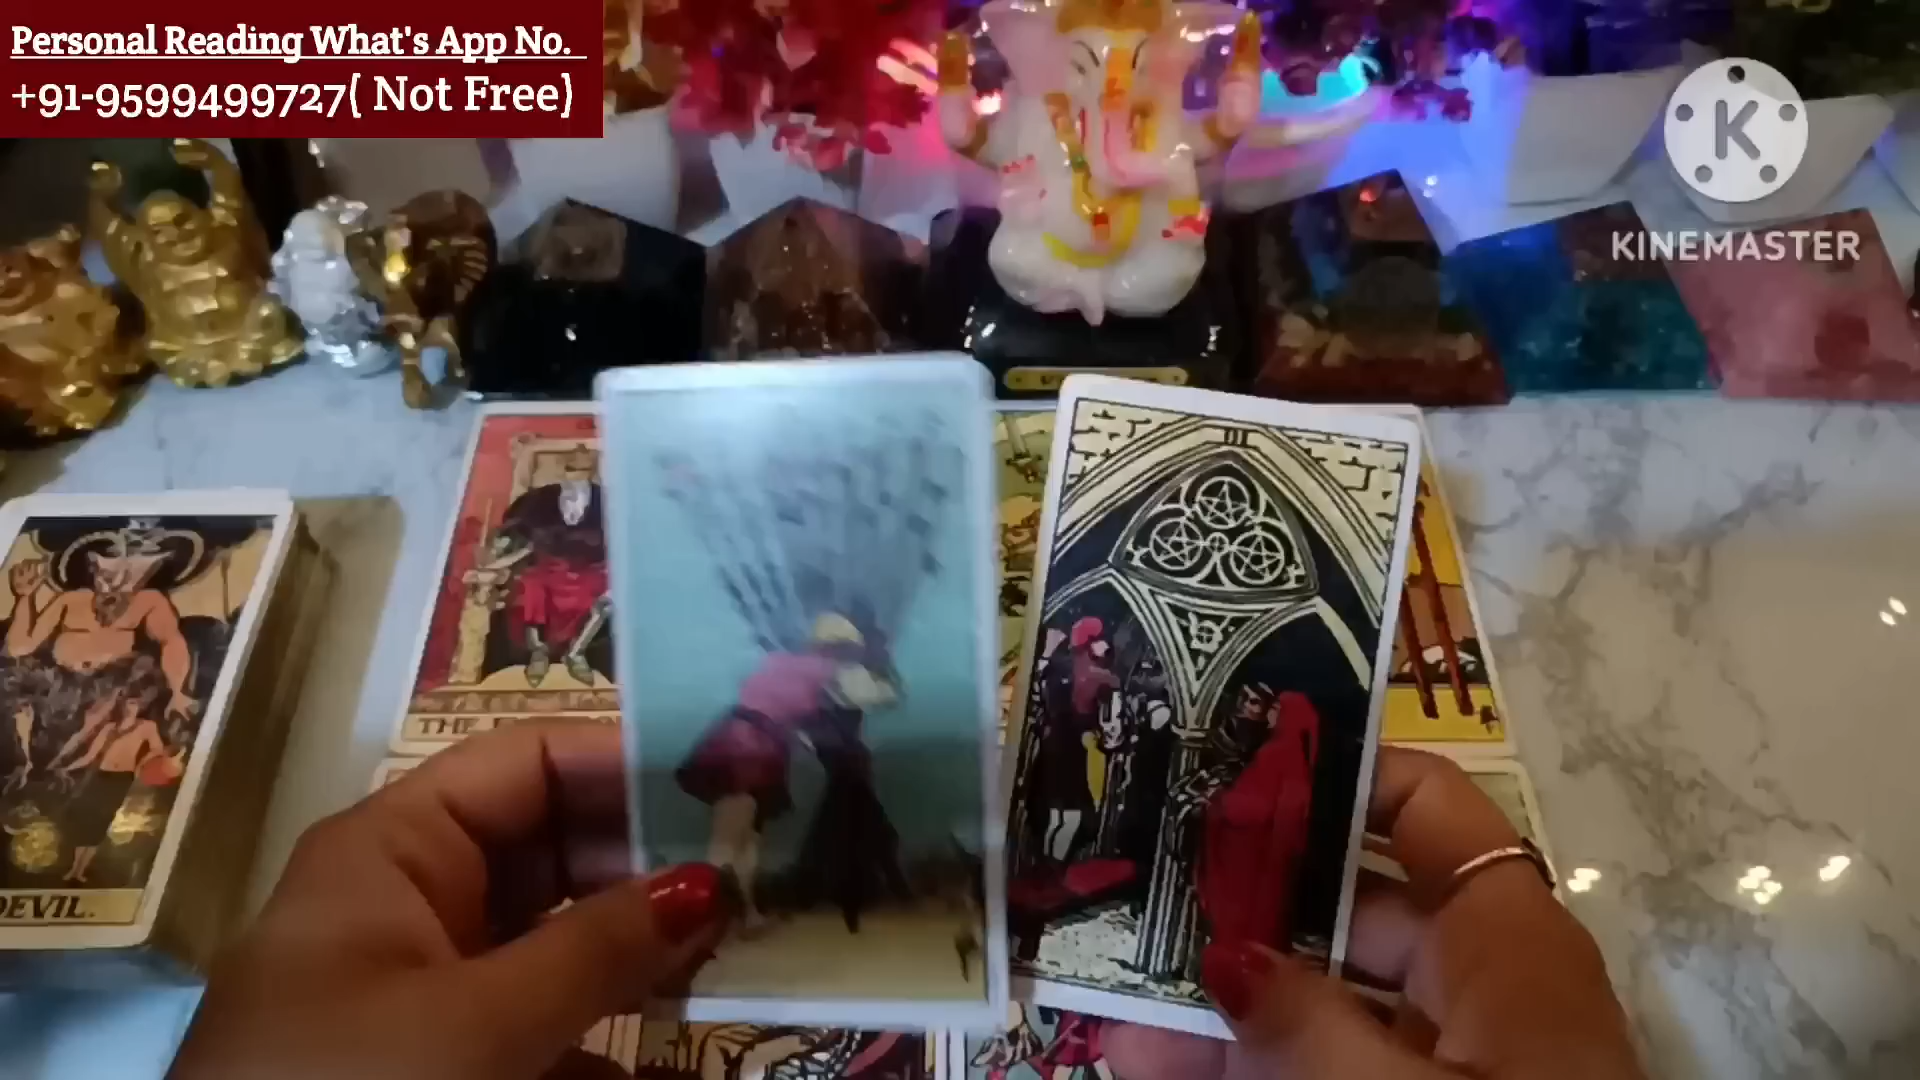 Personal Reading What's App No.
+91-9599499727( Not Free)
K
KINEMASTER
THE
DEVIL.